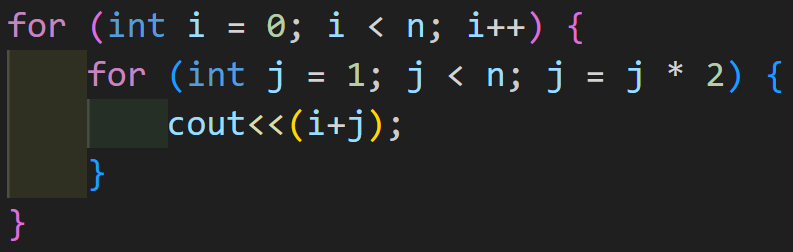 for (int i = 0; i < n; i++) {
    for (int j = 1; j < n; j = j * 2) {
        cout<<(i+j);
    }
}